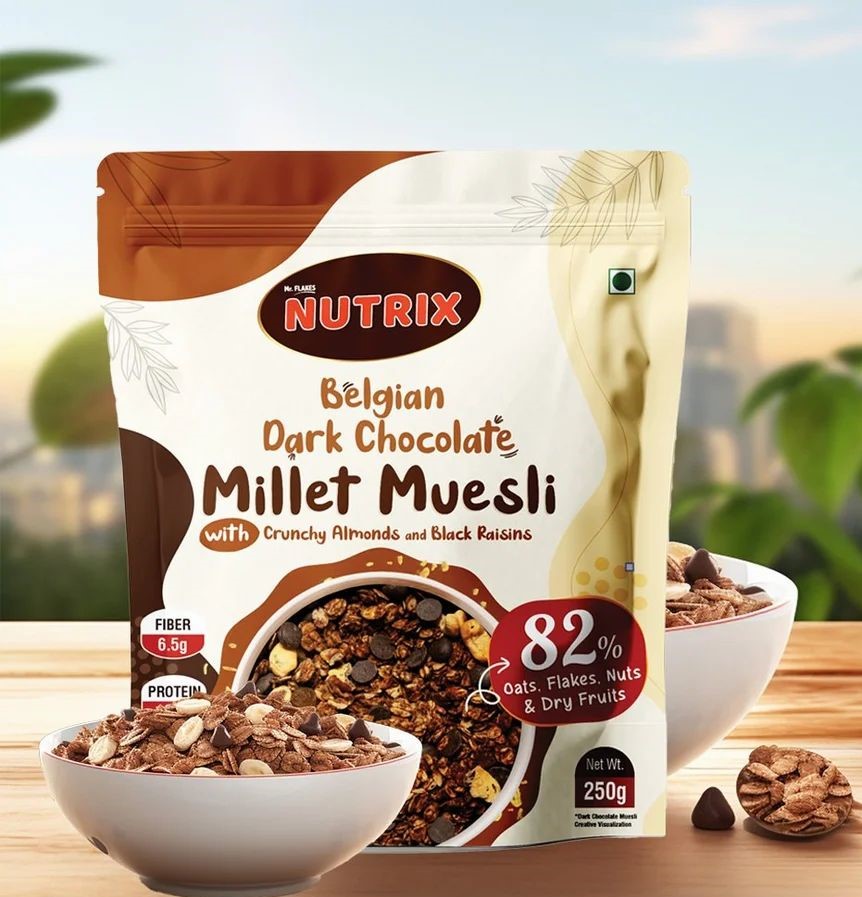 Mr. FLAKES
NUTRIX
Belgian
Dark Chocolate
Millet Muesli
with Crunchy Almonds and Black Raisins
FIBER
6.5g
PROTEIN
82%
Oats, Flakes, Nuts
& Dry Fruits
Net Wt.
250g
*Dark Chocolate Muesli
Creative Visualization